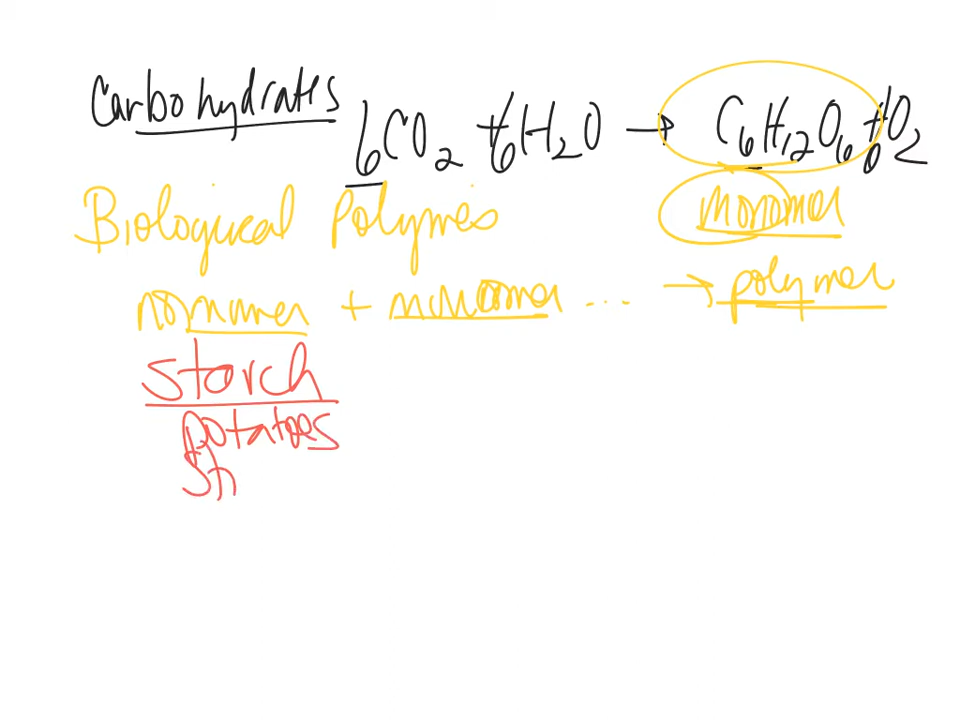 Carbohydrates 6CO2 + 6H2O → C6H12O6 + 6O2
Biological Polymers monomer
monomer + monomer ... → polymer
starch
potatoes